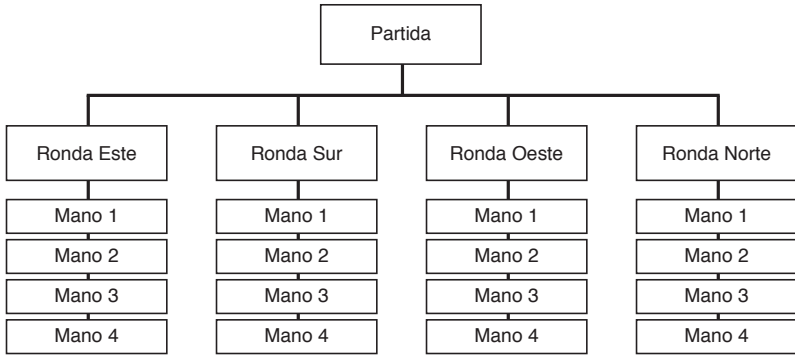 Partida
Ronda Este
Ronda Sur
Ronda Oeste
Ronda Norte
Mano 1
Mano 1
Mano 1
Mano 1
Mano 2
Mano 2
Mano 2
Mano 2
Mano 3
Mano 3
Mano 3
Mano 3
Mano 4
Mano 4
Mano 4
Mano 4